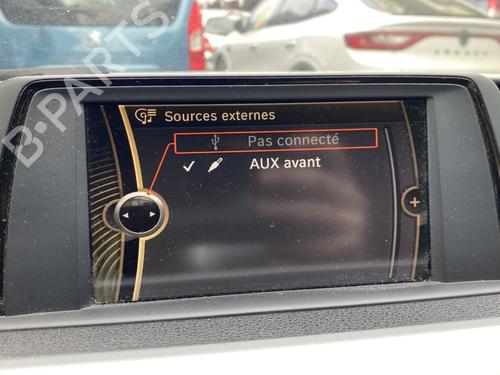 B-PARTS
Sources externes
Pas connecté
AUX avant
+